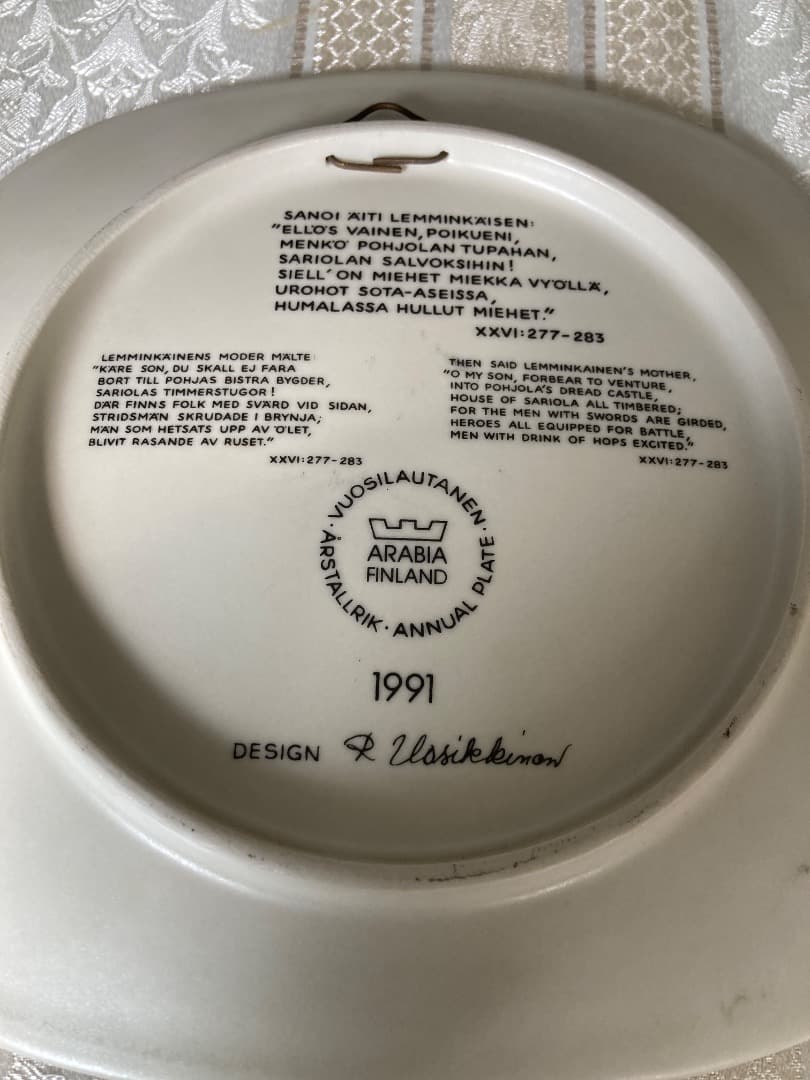 SANOI ÄITI LEMMINKÄISEN:
"ELLÖS VAINEN, POIKUENI,
MENKÖ POHJOLAN TUPAHAN,
SARIOLAN SALVOKSIHIN!
SIELL' ON MIEHET MIEKKA VYÖLLÄ,
UROHOT SOTA-ASEISSA,
HUMALASSA HULLUT MIEHET."
XXVI:277-283
LEMMINKÄINENS MODER MÄLTE:
"KÄRE SON, DU SKALL EJ FARA
BORT TILL POHJAS BISTRA BYGDER,
SARIOLAS TIMMERSTUGOR!
DÄR FINNS FOLK MED SVÄRD VID SIDAN,
STRIDSMÄN SKRUDADE I BRYNJA;
MÄN SOM HETSATS UPP AV ÖLET,
BLIVIT RASANDE AV RUSET."
XXVI:277-283
THEN SAID LEMMINKAINEN'S MOTHER,
"O MY SON, FORBEAR TO VENTURE,
INTO POHJOLA'S DREAD CASTLE,
HOUSE OF SARIOLA ALL TIMBERED;
FOR THE MEN WITH SWORDS ARE GIRDED,
HEROES ALL EQUIPPED FOR BATTLE,
MEN WITH DRINK OF HOPS EXCITED."
XXVI:277-283
· VUOSILAUTANEN · ANNUAL PLATE · ÅRSTALLRIK
ARABIA
FINLAND
1991
DESIGN R Uosikkinen